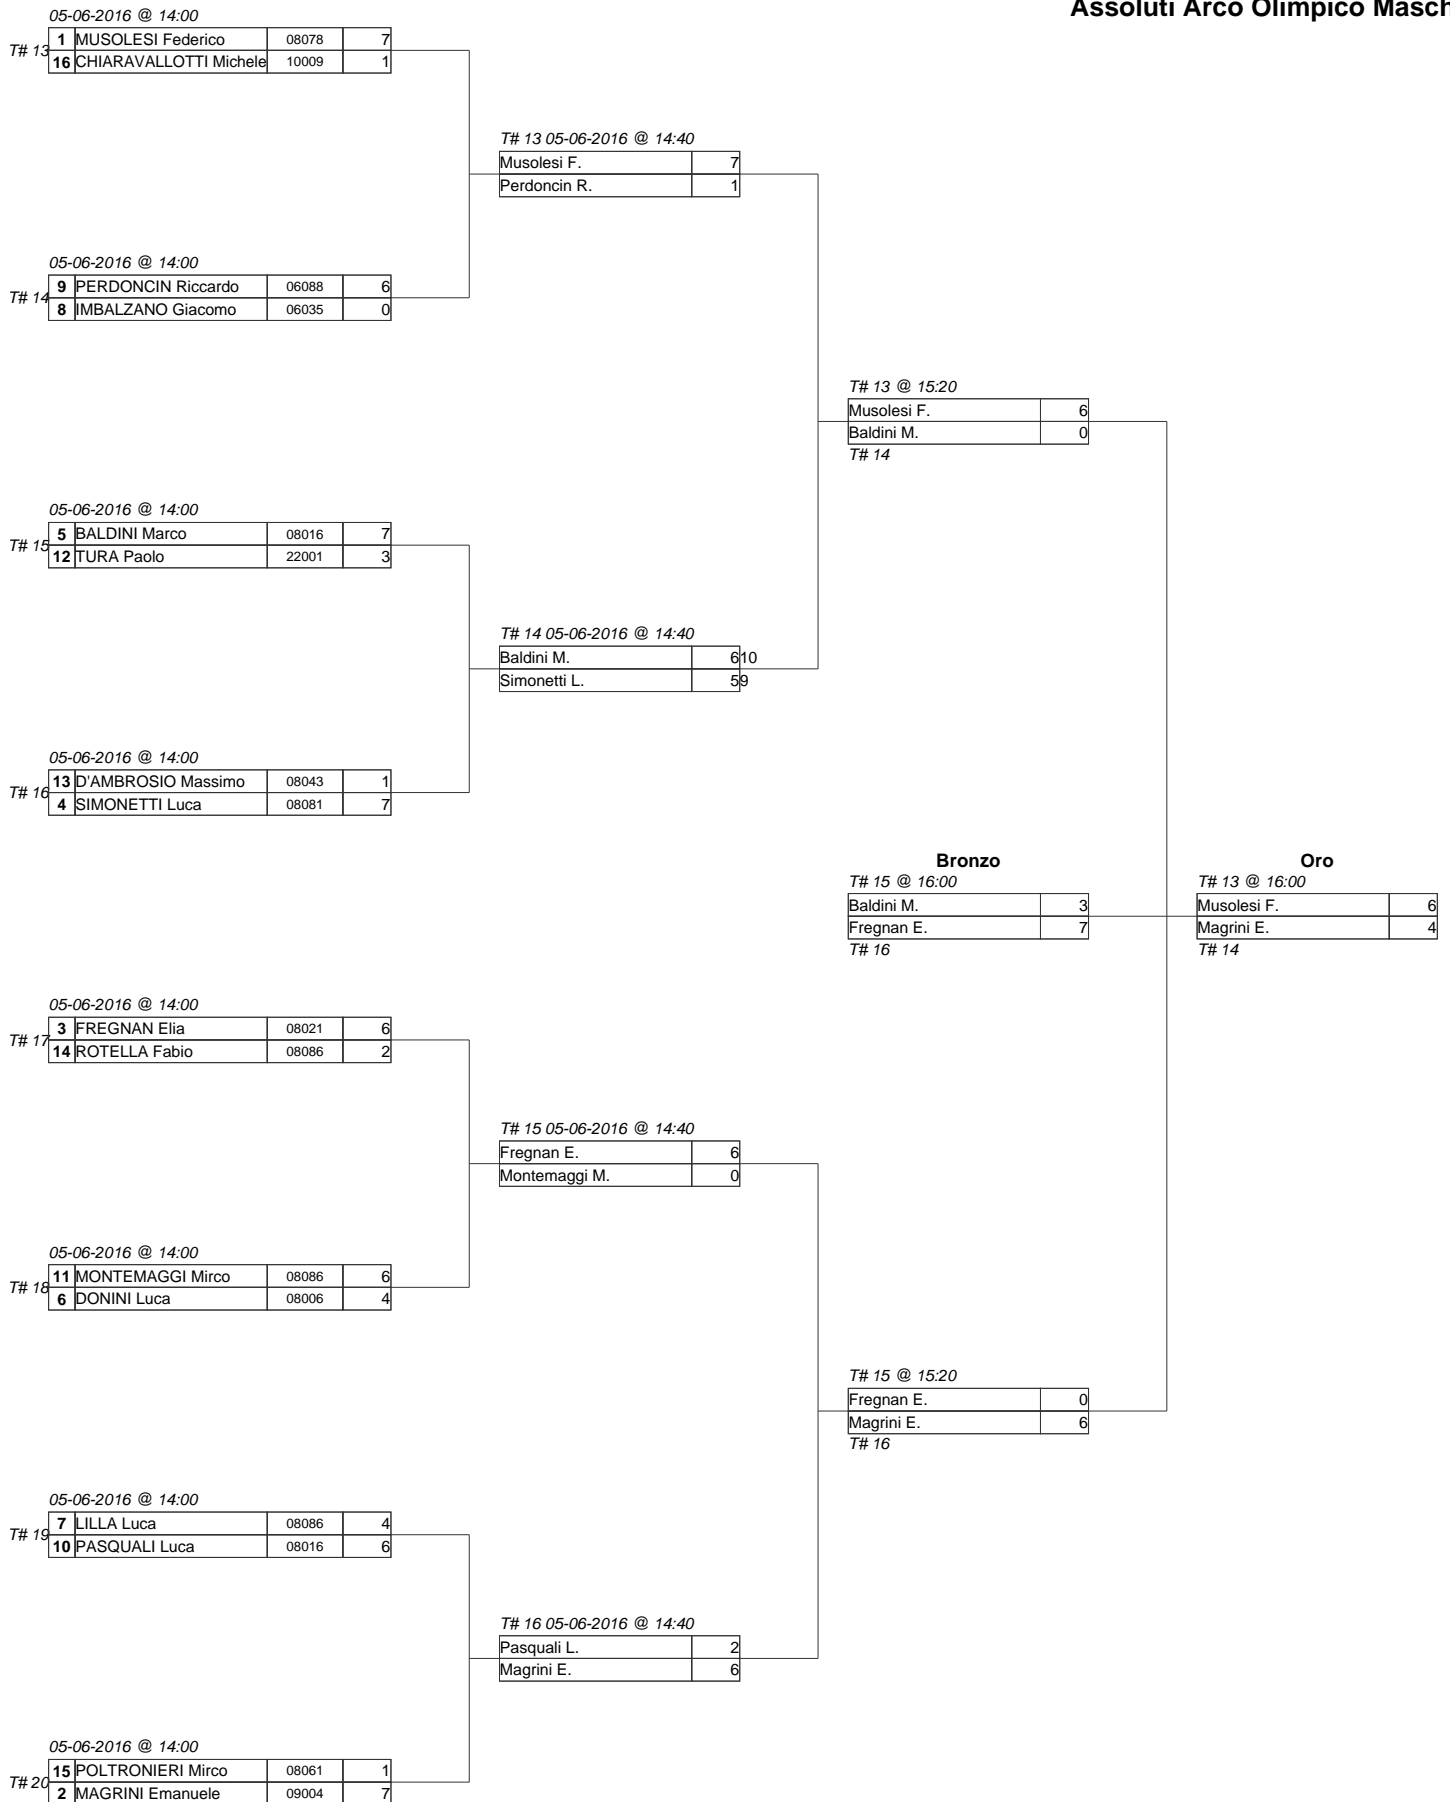 Assoluti Arco Olimpico Masch
05-06-2016 @ 14:00
T# 13
1 MUSOLESI Federico 08078 7
16 CHIARAVALLOTTI Michele 10009 1
T# 13 05-06-2016 @ 14:40
Musolesi F. 7
Perdoncin R. 1
05-06-2016 @ 14:00
T# 14
9 PERDONCIN Riccardo 06088 6
8 IMBALZANO Giacomo 06035 0
T# 13 @ 15:20
Musolesi F. 6
Baldini M. 0
T# 14
05-06-2016 @ 14:00
T# 15
5 BALDINI Marco 08016 7
12 TURA Paolo 22001 3
T# 14 05-06-2016 @ 14:40
Baldini M. 6 10
Simonetti L. 5 9
05-06-2016 @ 14:00
T# 16
13 D'AMBROSIO Massimo 08043 1
4 SIMONETTI Luca 08081 7
Bronzo
T# 15 @ 16:00
Baldini M. 3
Fregnan E. 7
T# 16
Oro
T# 13 @ 16:00
Musolesi F. 6
Magrini E. 4
T# 14
05-06-2016 @ 14:00
T# 17
3 FREGNAN Elia 08021 6
14 ROTELLA Fabio 08086 2
T# 15 05-06-2016 @ 14:40
Fregnan E. 6
Montemaggi M. 0
05-06-2016 @ 14:00
T# 18
11 MONTEMAGGI Mirco 08086 6
6 DONINI Luca 08006 4
T# 15 @ 15:20
Fregnan E. 0
Magrini E. 6
T# 16
05-06-2016 @ 14:00
T# 19
7 LILLA Luca 08086 4
10 PASQUALI Luca 08016 6
T# 16 05-06-2016 @ 14:40
Pasquali L. 2
Magrini E. 6
05-06-2016 @ 14:00
T# 20
15 POLTRONIERI Mirco 08061 1
2 MAGRINI Emanuele 09004 7